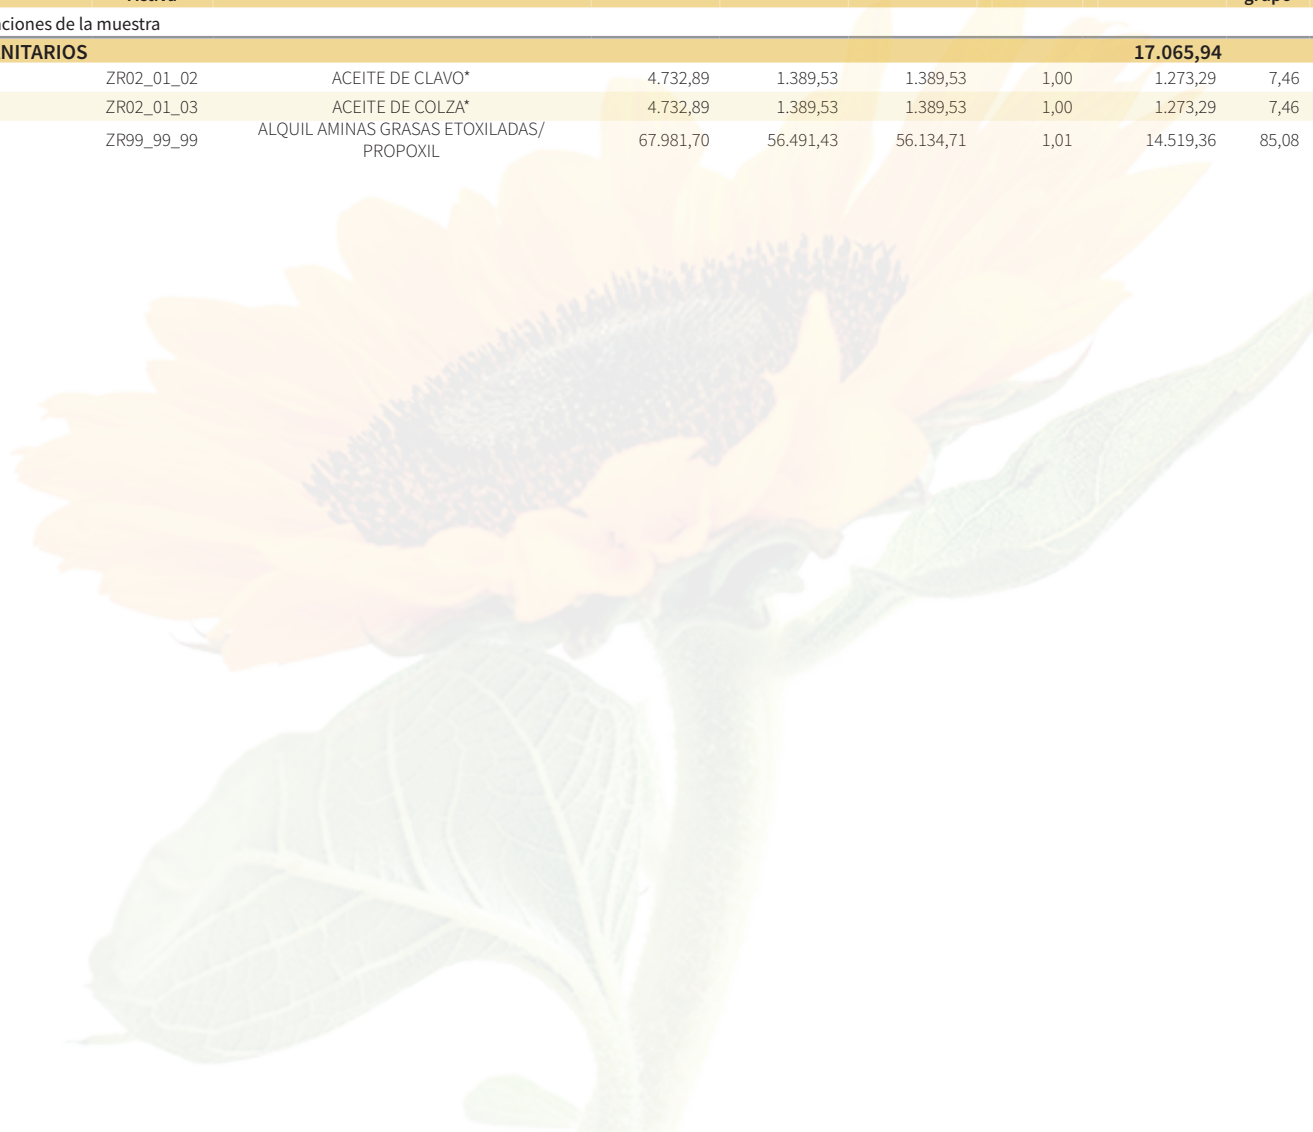 ciones de la muestra
NITARIOS 17.065,94
ZR02_01_02 ACEITE DE CLAVO* 4.732,89 1.389,53 1.389,53 1,00 1.273,29 7,46
ZR02_01_03 ACEITE DE COLZA* 4.732,89 1.389,53 1.389,53 1,00 1.273,29 7,46
ALQUIL AMINAS GRASAS ETOXILADAS/
ZR99_99_99 67.981,70 56.491,43 56.134,71 1,01 14.519,36 85,08
PROPOXIL